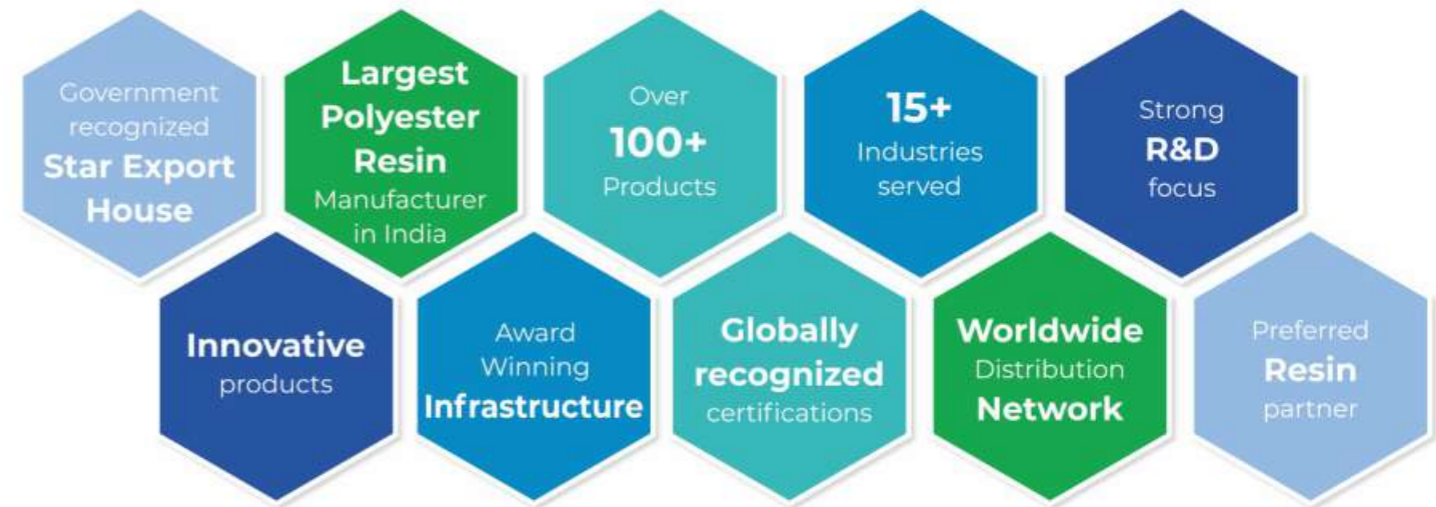 Government
recognized
Star Export
House
Largest
Polyester
Resin
Manufacturer
in India
Over
100+
Products
15+
Industries
served
Strong
R&D
focus
Innovative
products
Award
Winning
Infrastructure
Globally
recognized
certifications
Worldwide
Distribution
Network
Preferred
Resin
partner